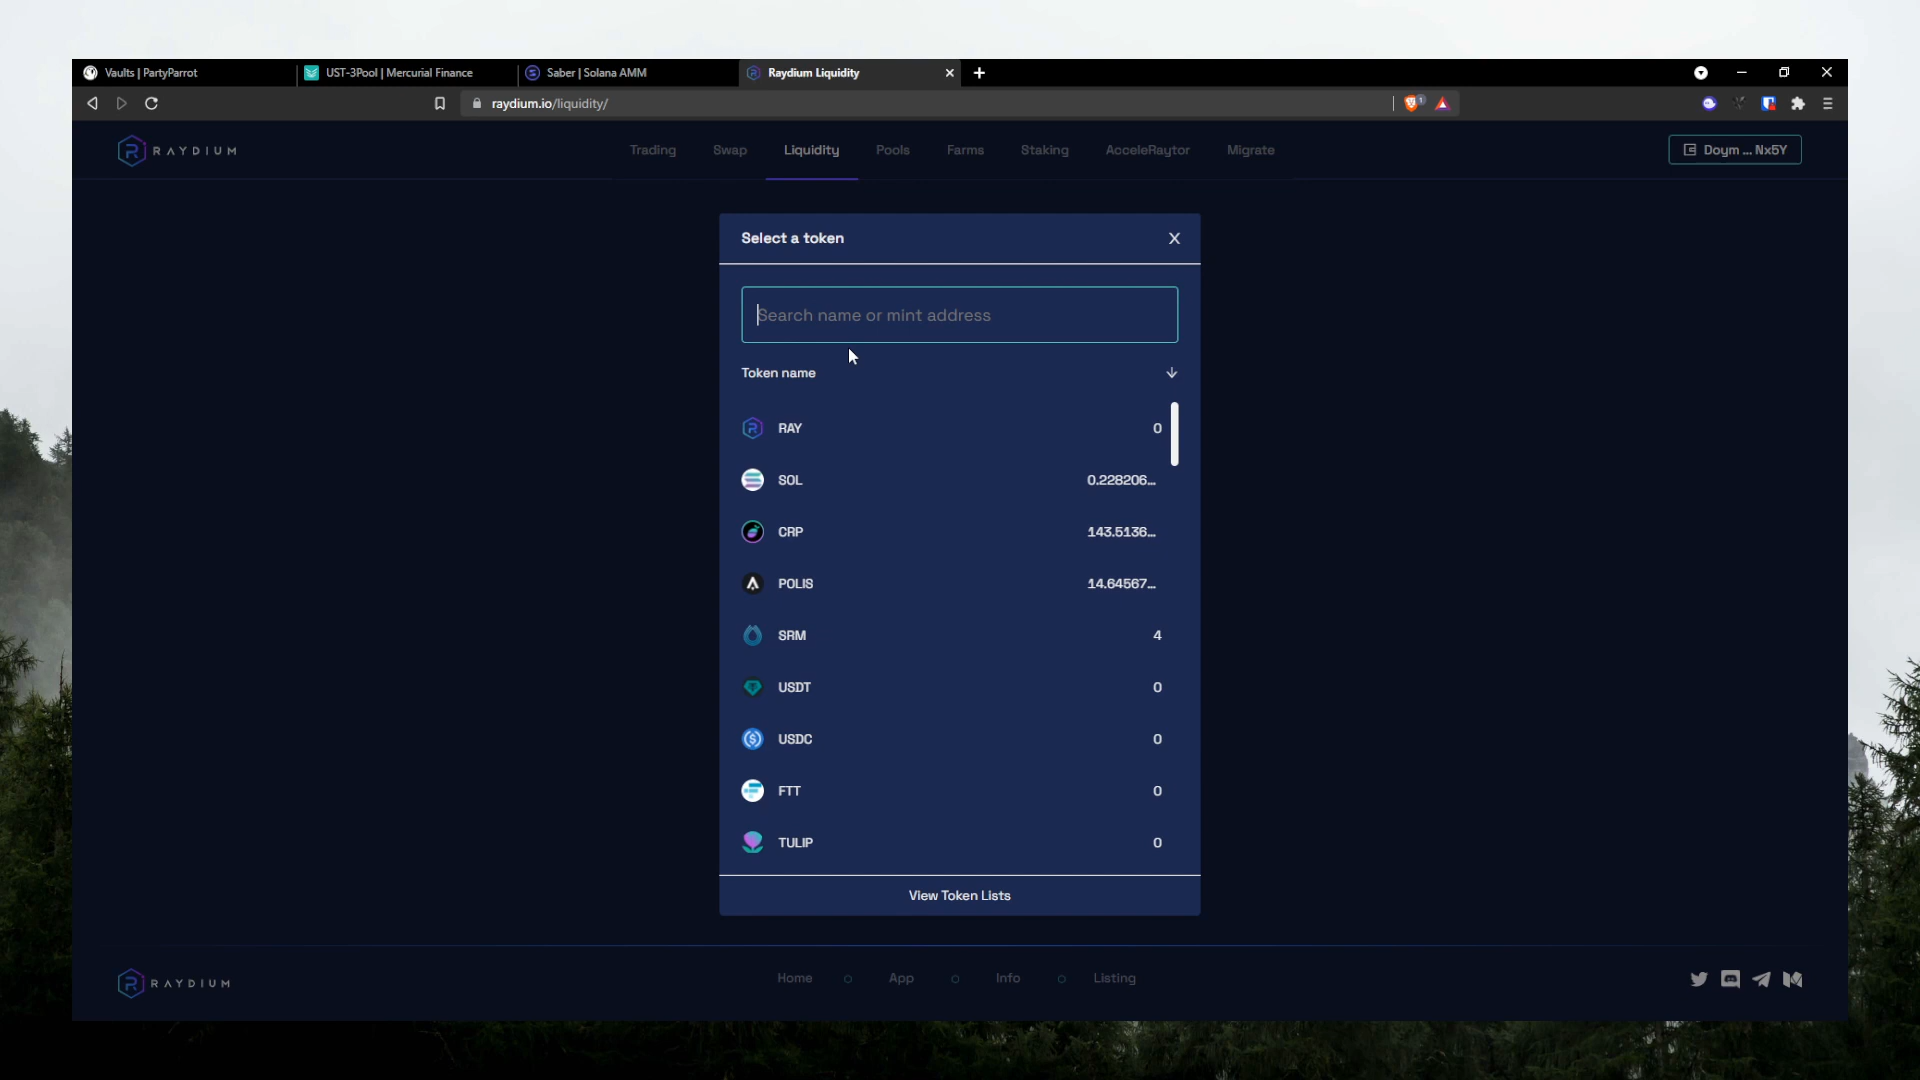 Vaults | PartyParrot
UST-3Pool | Mercurial Finance
Saber | Solana AMM
Raydium Liquidity
raydium.io/liquidity/
1
RAYDIUM
Trading
Swap
Liquidity
Pools
Farms
Staking
AcceleRaytor
Migrate
Doym ... Nx5Y
Select a token
X
Search name or mint address
Token name
RAY 0
SOL 0.228206...
CRP 143.5136...
POLIS 14.64567...
SRM 4
USDT 0
USDC 0
FTT 0
TULIP 0
View Token Lists
RAYDIUM
Home
App
Info
Listing